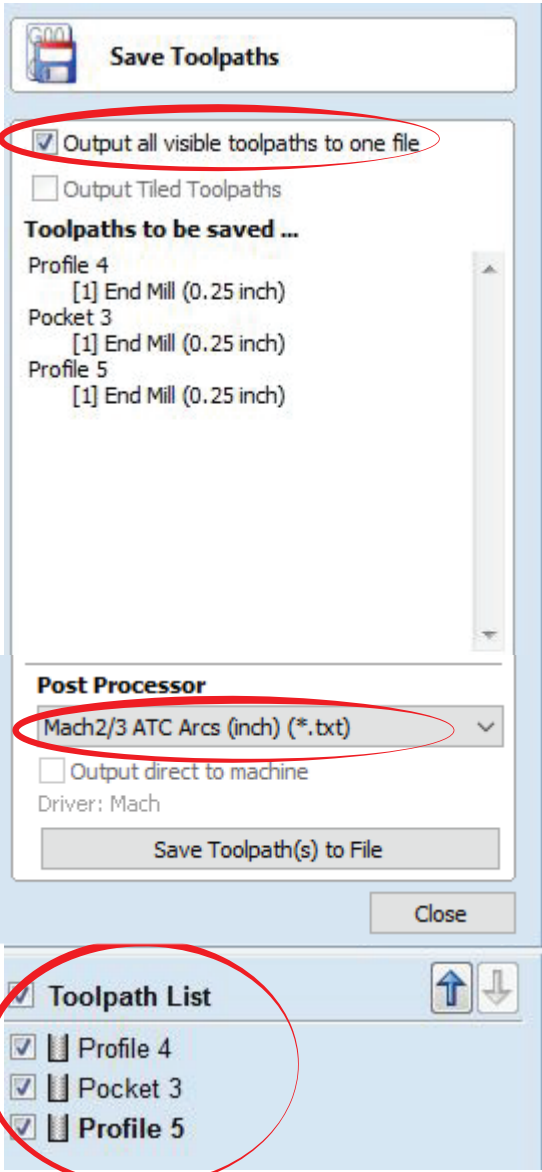 Save Toolpaths
Output all visible toolpaths to one file
Output Tiled Toolpaths
Toolpaths to be saved ...
Profile 4
[1] End Mill (0.25 inch)
Pocket 3
[1] End Mill (0.25 inch)
Profile 5
[1] End Mill (0.25 inch)
Post Processor
Mach2/3 ATC Arcs (inch) (*.txt)
Output direct to machine
Driver: Mach
Save Toolpath(s) to File
Close
Toolpath List
Profile 4
Pocket 3
Profile 5